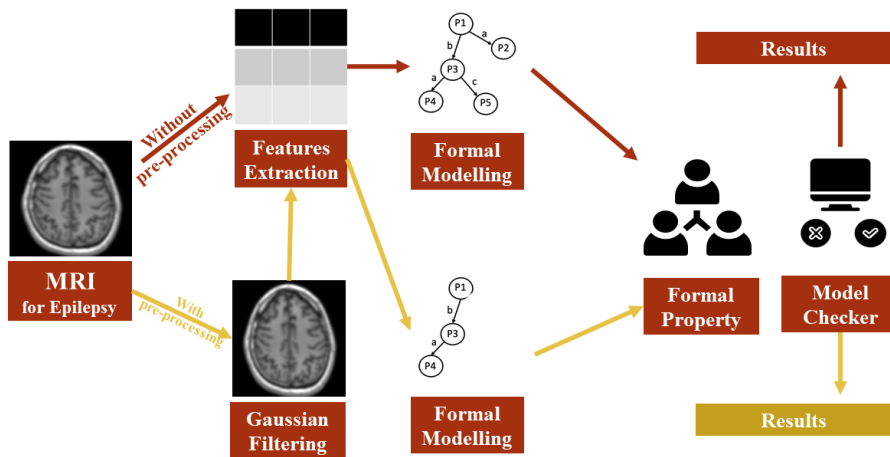 Without
pre-processing
MRI
for Epilepsy
With
pre-processing
Features
Extraction
Gaussian
Filtering
P1
a
b
P2
P3
a
c
P4
P5
Formal
Modelling
P1
b
P3
a
P4
Formal
Modelling
Formal
Property
Results
Model
Checker
Results